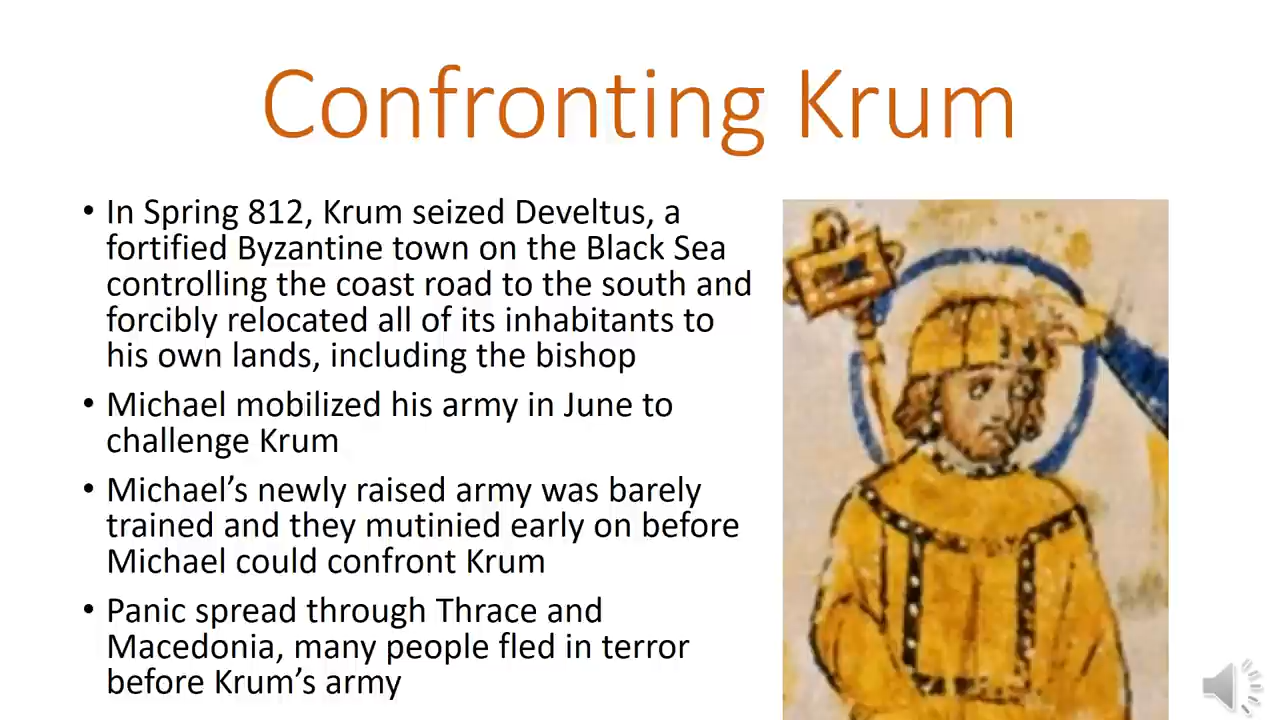 Confronting Krum
• In Spring 812, Krum seized Develtus, a
fortified Byzantine town on the Black Sea
controlling the coast road to the south and
forcibly relocated all of its inhabitants to
his own lands, including the bishop
• Michael mobilized his army in June to
challenge Krum
• Michael’s newly raised army was barely
trained and they mutinied early on before
Michael could confront Krum
• Panic spread through Thrace and
Macedonia, many people fled in terror
before Krum’s army